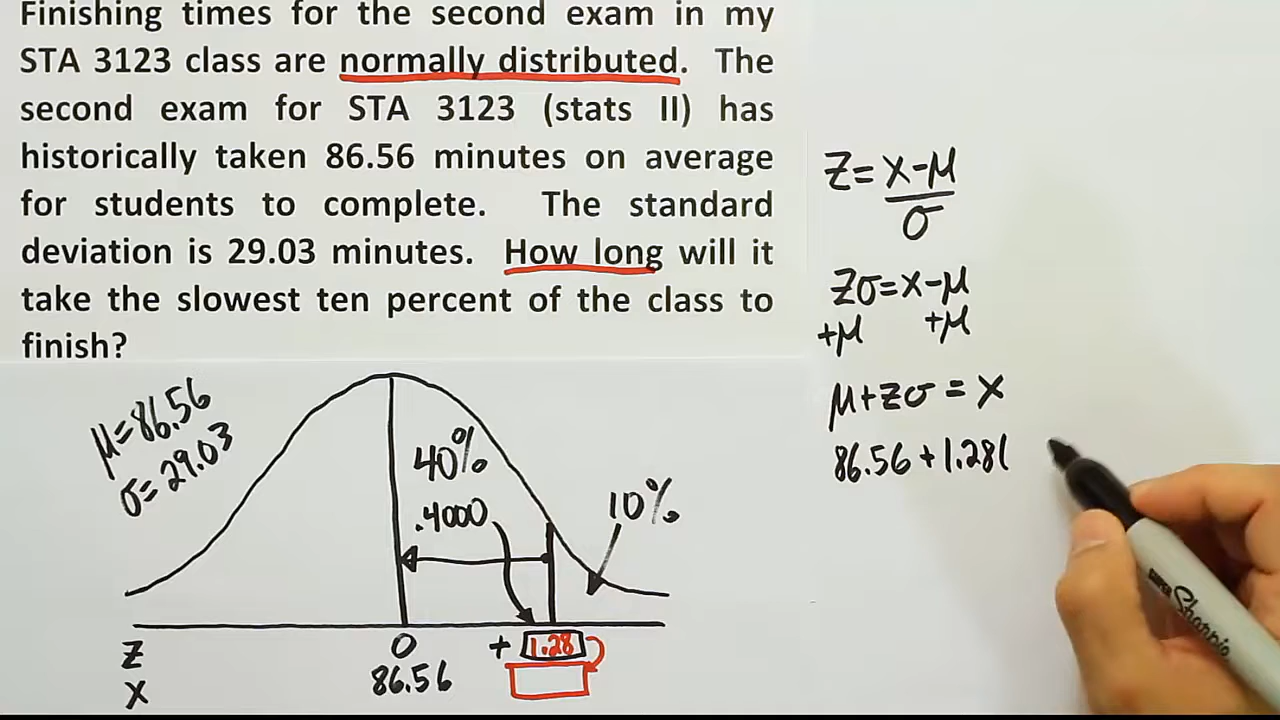 Finishing times for the second exam in my
STA 3123 class are normally distributed. The
second exam for STA 3123 (stats II) has
historically taken 86.56 minutes on average
for students to complete. The standard
deviation is 29.03 minutes. How long will it
take the slowest ten percent of the class to
finish?
μ=86.56
σ=29.03
40%
.4000
10%
Z
0
+ 1.28
X
86.56
Z=X-μ
σ
Zσ=X-μ
+μ +μ
μ+Zσ=X
86.56+1.28(
SUPER Sharpie